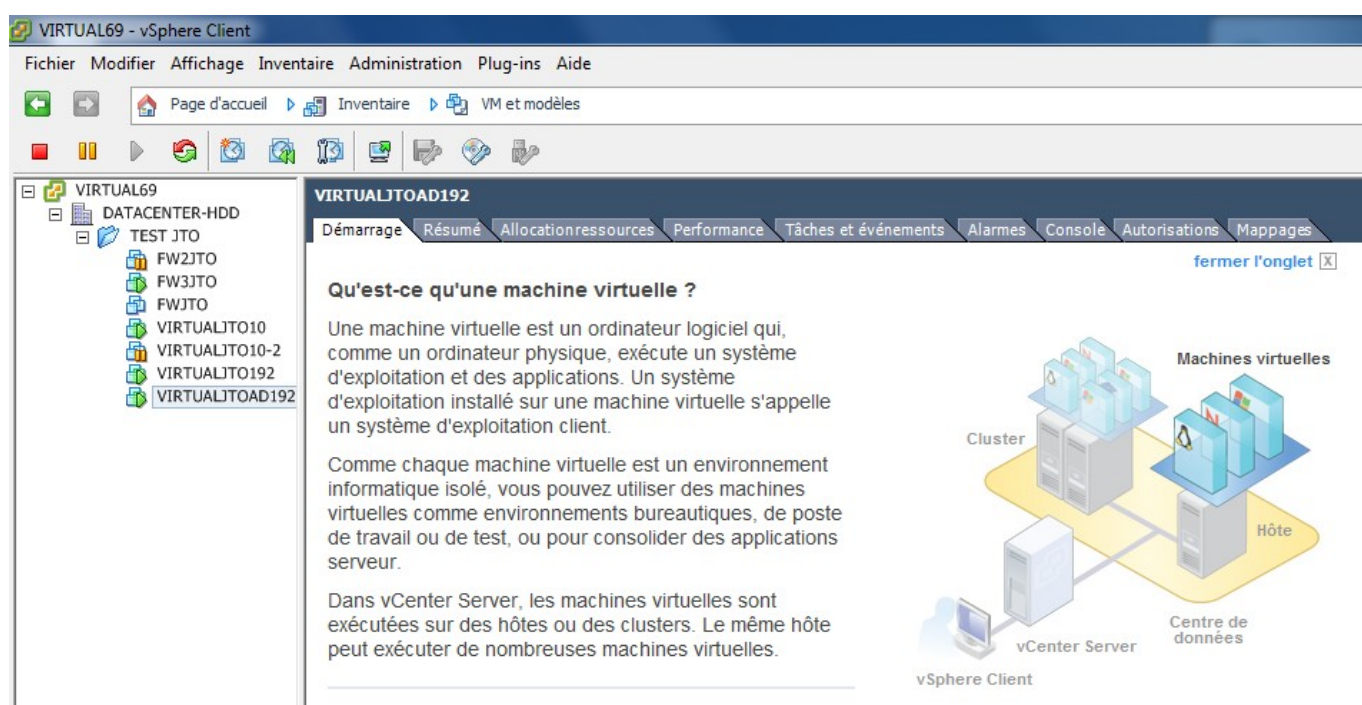 VIRTUAL69 - vSphere Client
Fichier Modifier Affichage Inventaire Administration Plug-ins Aide
Page d'accueil Inventaire VM et modèles
VIRTUAL69
DATACENTER-HDD
TEST JTO
FW2JTO
FW3JTO
FWJTO
VIRTUALJTO10
VIRTUALJTO10-2
VIRTUALJTO192
VIRTUALJTOAD192
VIRTUALJTOAD192
Démarrage Résumé Allocation ressources Performance Tâches et événements Alarmes Console Autorisations Mappages
fermer l'onglet X
Qu'est-ce qu'une machine virtuelle ?
Une machine virtuelle est un ordinateur logiciel qui,
comme un ordinateur physique, exécute un système
d'exploitation et des applications. Un système
d'exploitation installé sur une machine virtuelle s'appelle
un système d'exploitation client.
Comme chaque machine virtuelle est un environnement
informatique isolé, vous pouvez utiliser des machines
virtuelles comme environnements bureautiques, de poste
de travail ou de test, ou pour consolider des applications
serveur.
Dans vCenter Server, les machines virtuelles sont
exécutées sur des hôtes ou des clusters. Le même hôte
peut exécuter de nombreuses machines virtuelles.
Machines virtuelles
Cluster
Hôte
Centre de
données
vCenter Server
vSphere Client